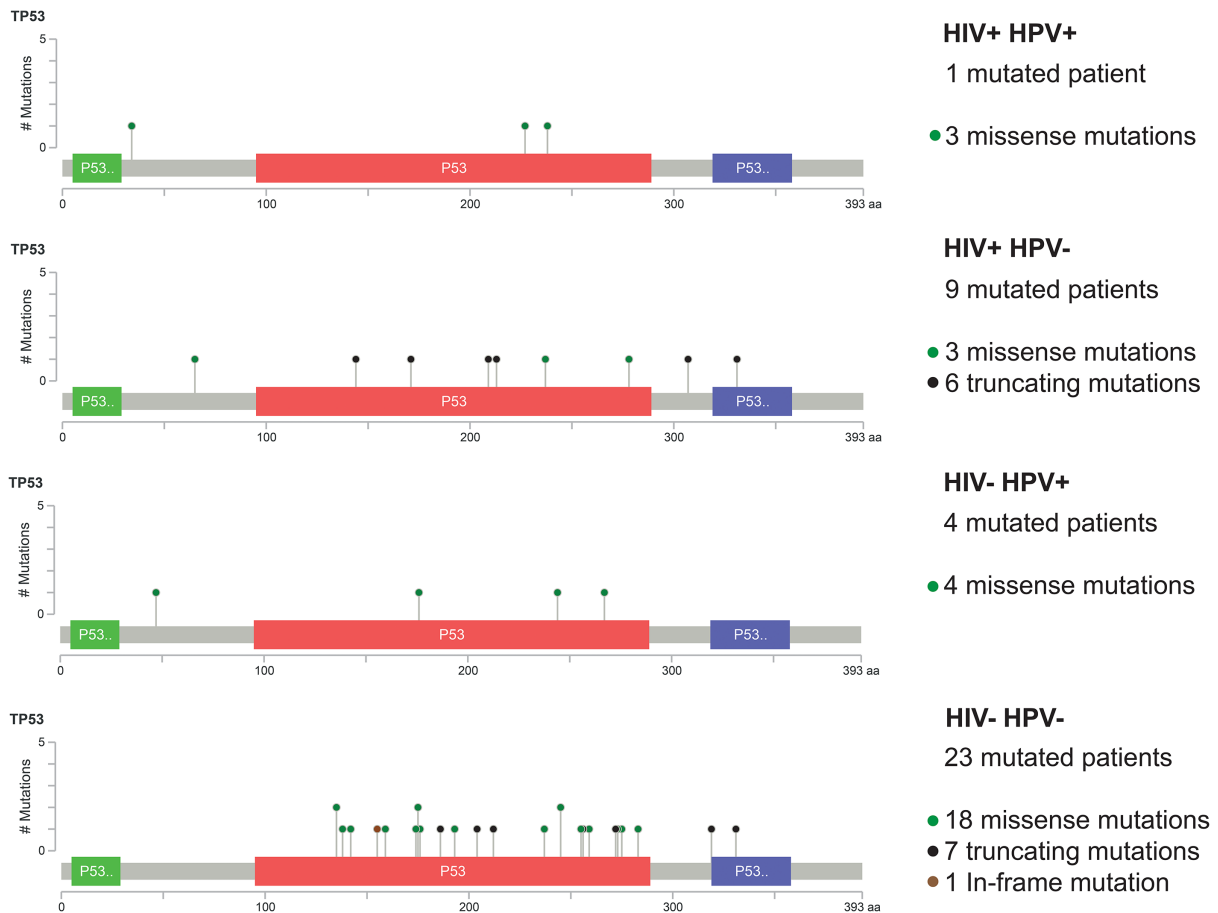 TP53
5
# Mutations
0
P53..
P53
P53..
0
100
200
300
393 aa
HIV+ HPV+
1 mutated patient
3 missense mutations
TP53
5
# Mutations
0
P53..
P53
P53..
0
100
200
300
393 aa
HIV+ HPV-
9 mutated patients
3 missense mutations
6 truncating mutations
TP53
5
# Mutations
0
P53..
P53
P53..
0
100
200
300
393 aa
HIV- HPV+
4 mutated patients
4 missense mutations
TP53
5
# Mutations
0
P53..
P53
P53..
0
100
200
300
393 aa
HIV- HPV-
23 mutated patients
18 missense mutations
7 truncating mutations
1 In-frame mutation